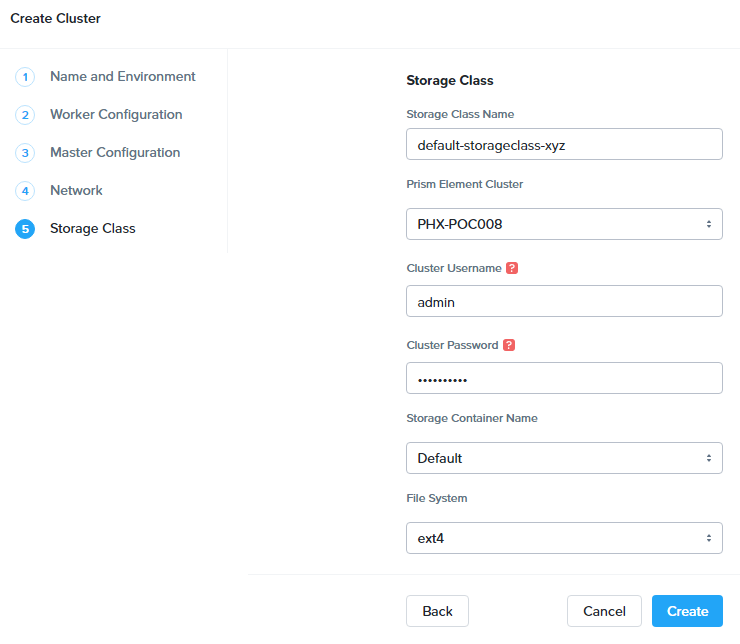 Create Cluster
1 Name and Environment
2 Worker Configuration
3 Master Configuration
4 Network
5 Storage Class
Storage Class
Storage Class Name
default-storageclass-xyz
Prism Element Cluster
PHX-POC008
Cluster Username ?
admin
Cluster Password ?
••••••••••
Storage Container Name
Default
File System
ext4
Back Cancel Create